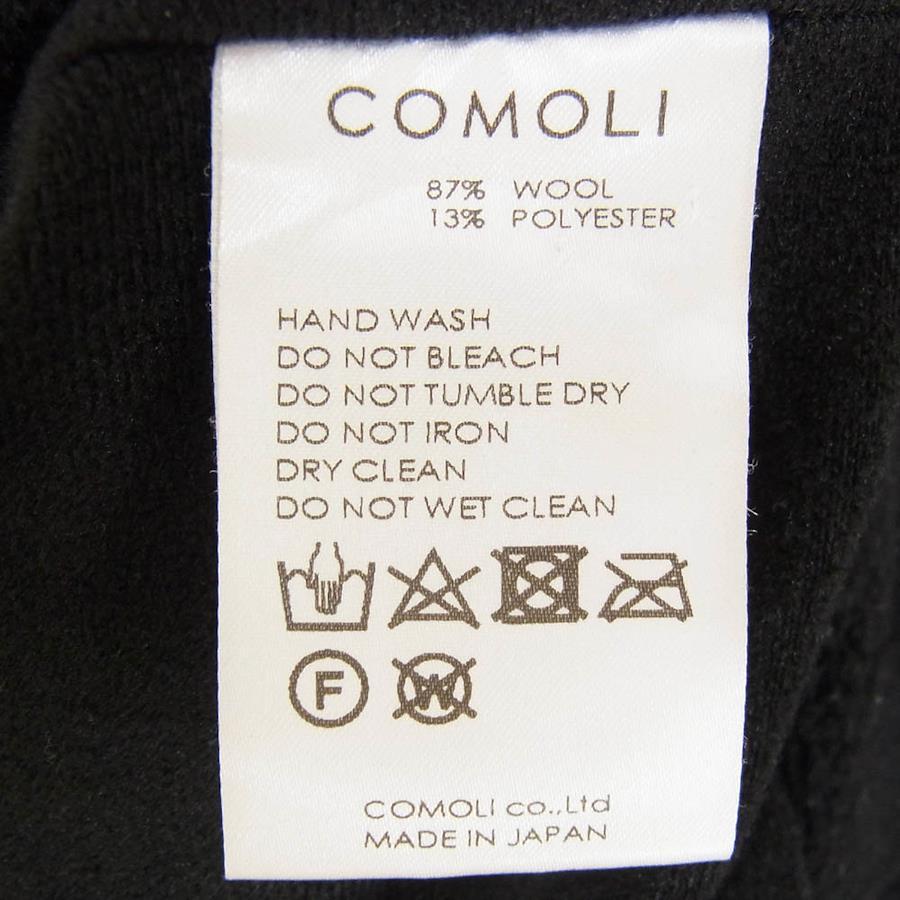 COMOLI
87% WOOL
13% POLYESTER
HAND WASH
DO NOT BLEACH
DO NOT TUMBLE DRY
DO NOT IRON
DRY CLEAN
DO NOT WET CLEAN
F W
COMOLI co.,Ltd
MADE IN JAPAN